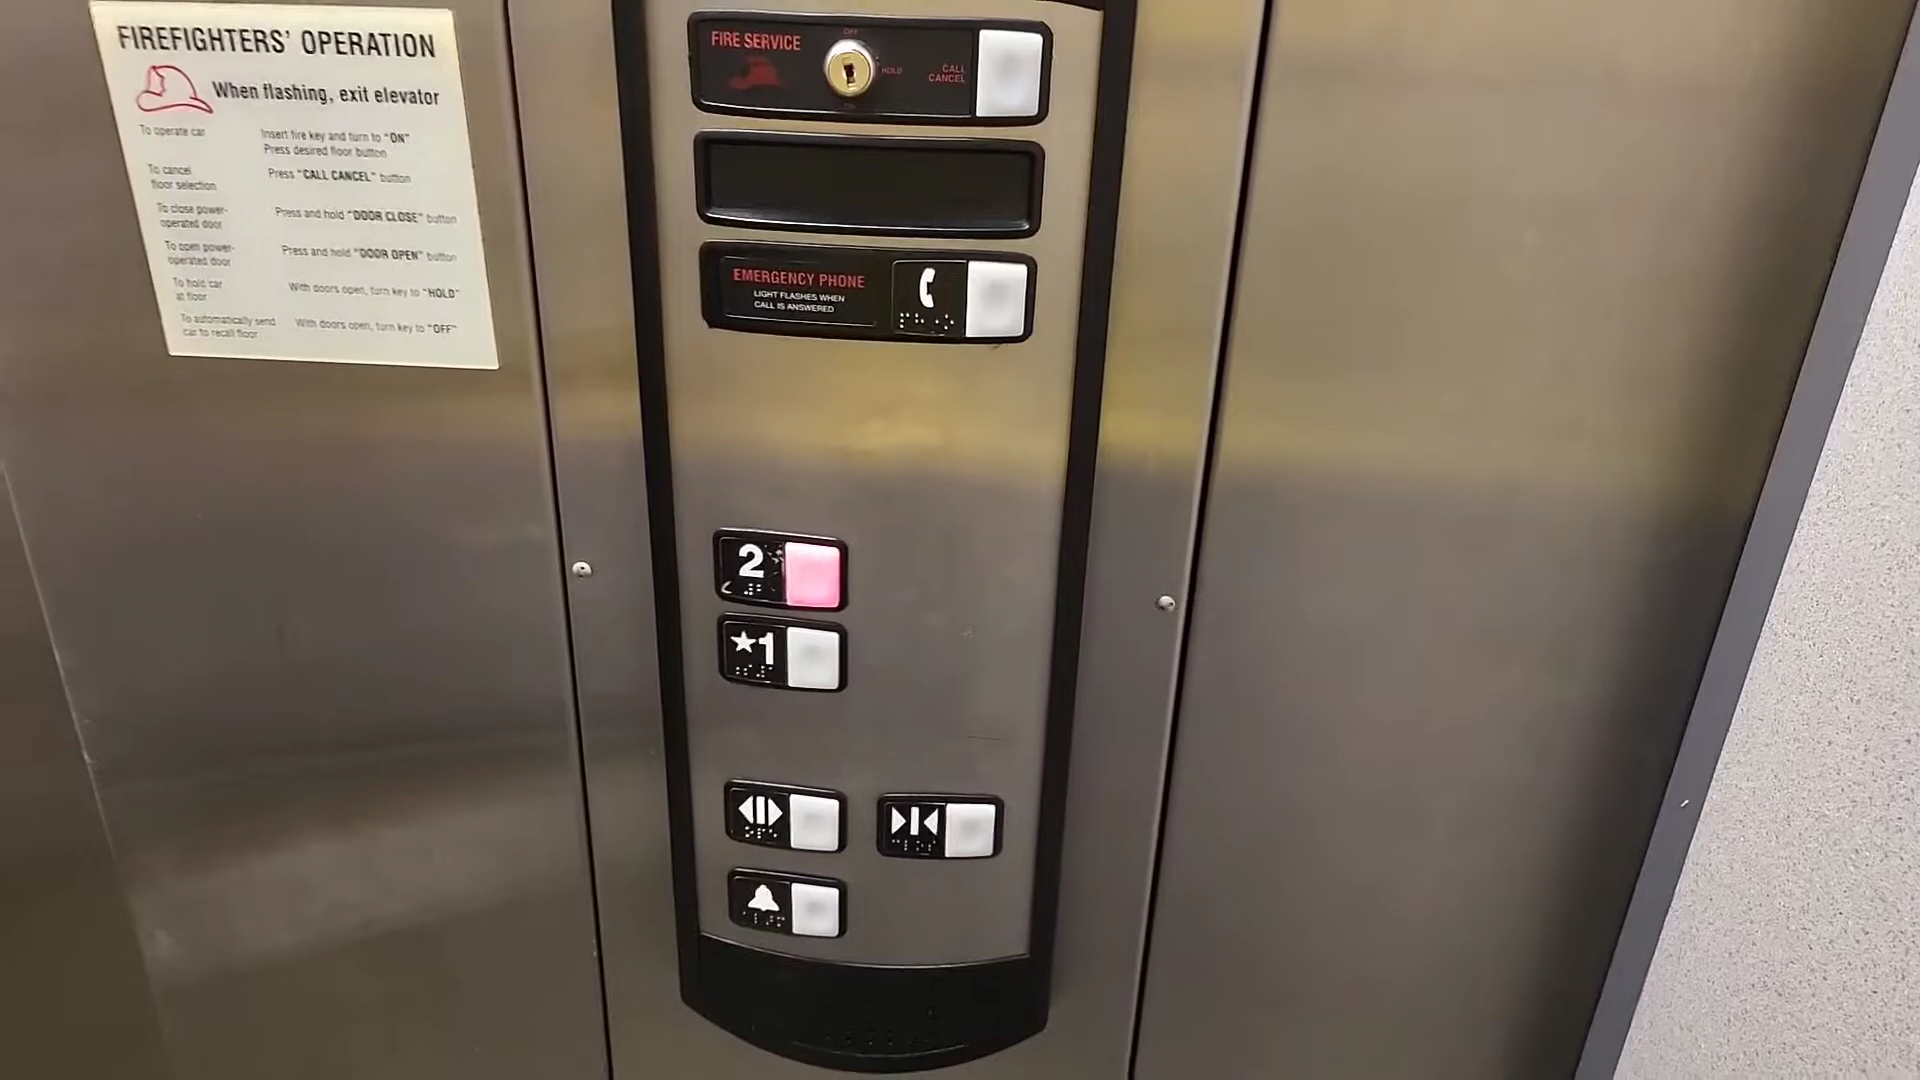 FIREFIGHTERS' OPERATION
When flashing, exit elevator
To operate car
Insert fire key and turn to "ON"
Press desired floor button
To cancel
floor selection
Press "CALL CANCEL" button
To close power-
operated door
Press and hold "DOOR CLOSE" button
To open power-
operated door
Press and hold "DOOR OPEN" button
To hold car
at floor
With doors open, turn key to "HOLD"
To automatically send
car to recall floor
With doors open, turn key to "OFF"
FIRE SERVICE
OFF
HOLD
ON
CALL
CANCEL
EMERGENCY PHONE
LIGHT FLASHES WHEN
CALL IS ANSWERED
2
★1